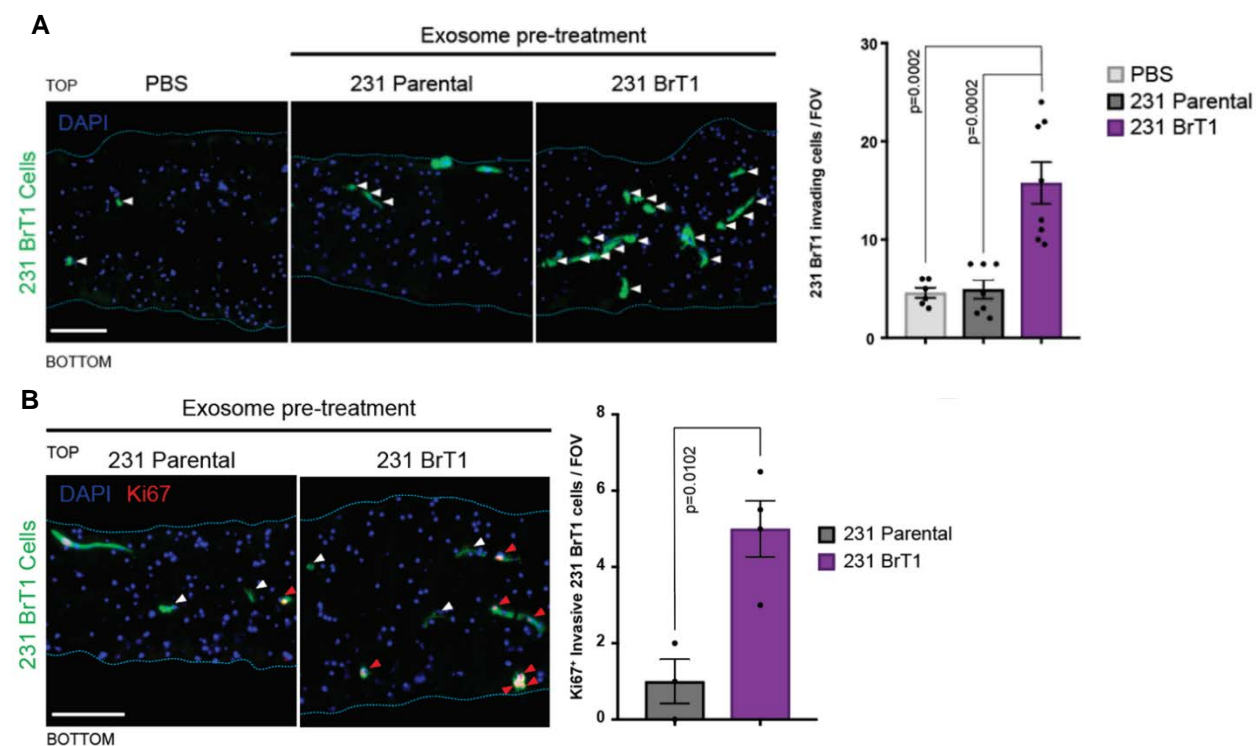 A
Exosome pre-treatment
TOP
PBS
231 Parental
231 BrT1
DAPI
231 BrT1 Cells
BOTTOM
231 BrT1 invading cells / FOV
30
20
10
0
p=0.0002
p=0.0002
PBS
231 Parental
231 BrT1
B
Exosome pre-treatment
TOP
231 Parental
231 BrT1
DAPI Ki67
231 BrT1 Cells
BOTTOM
Ki67⁺ Invasive 231 BrT1 cells / FOV
8
6
4
2
0
p=0.0102
231 Parental
231 BrT1